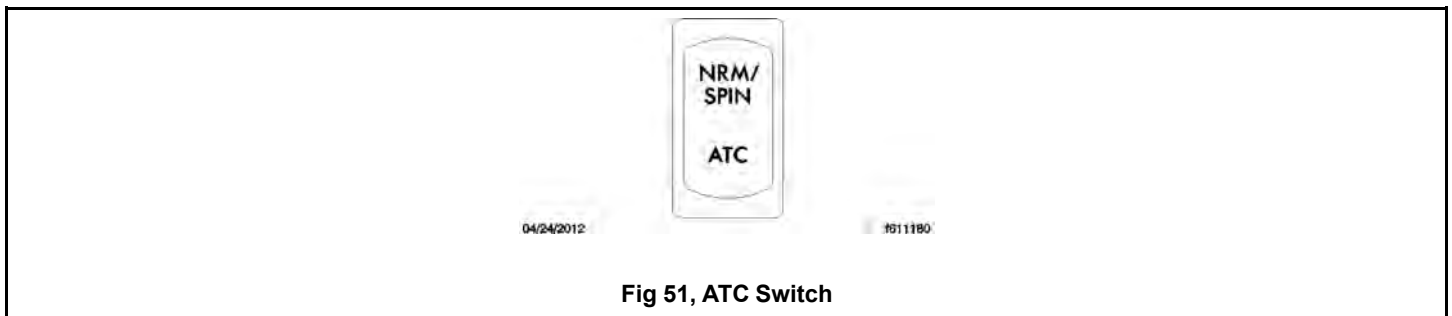 NRM/
SPIN
ATC
04/24/2012
f611180
Fig 51, ATC Switch